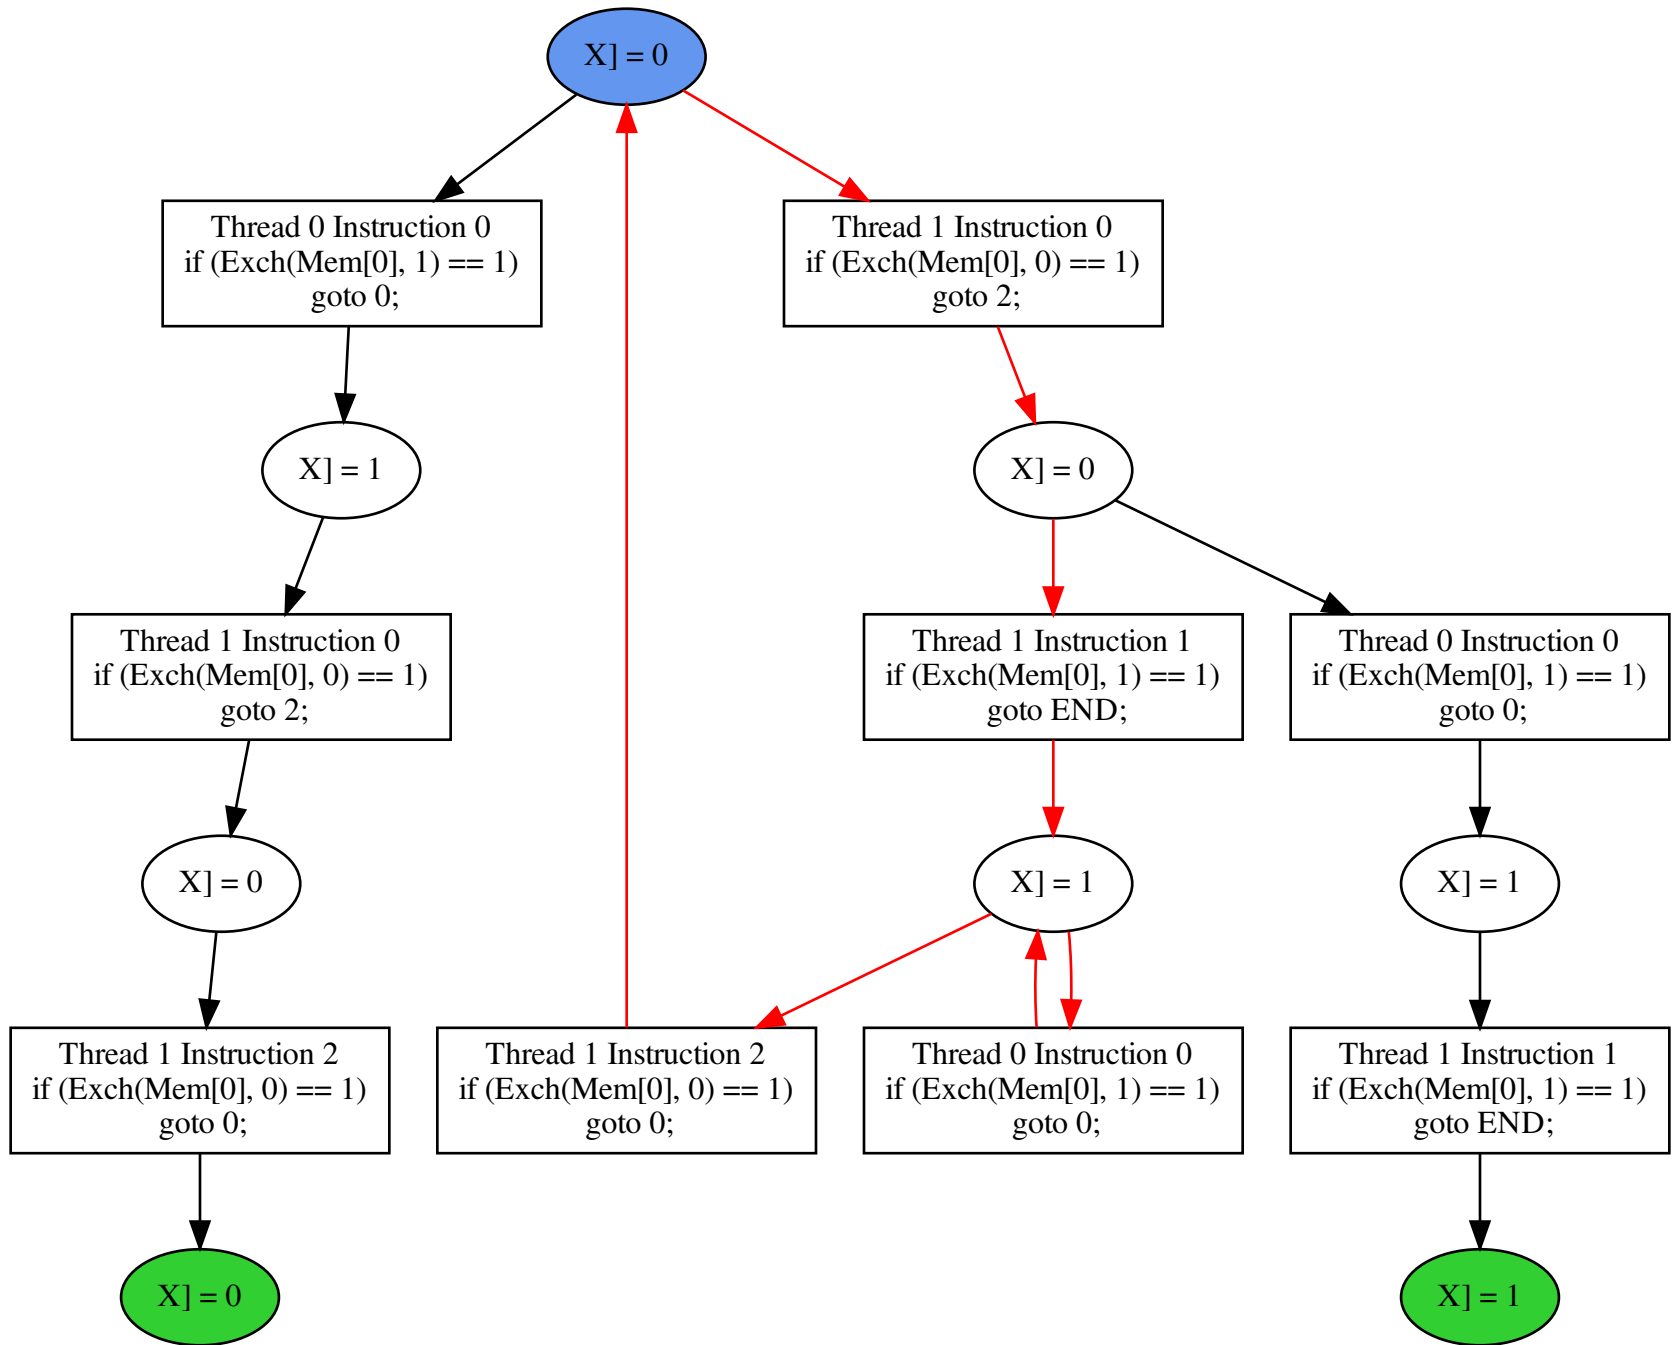 X] = 0
Thread 0 Instruction 0
if (Exch(Mem[0], 1) == 1)
goto 0;
Thread 1 Instruction 0
if (Exch(Mem[0], 0) == 1)
goto 2;
X] = 1
X] = 0
Thread 1 Instruction 0
if (Exch(Mem[0], 0) == 1)
goto 2;
Thread 1 Instruction 1
if (Exch(Mem[0], 1) == 1)
goto END;
Thread 0 Instruction 0
if (Exch(Mem[0], 1) == 1)
goto 0;
X] = 0
X] = 1
X] = 1
Thread 1 Instruction 2
if (Exch(Mem[0], 0) == 1)
goto 0;
Thread 1 Instruction 2
if (Exch(Mem[0], 0) == 1)
goto 0;
Thread 0 Instruction 0
if (Exch(Mem[0], 1) == 1)
goto 0;
Thread 1 Instruction 1
if (Exch(Mem[0], 1) == 1)
goto END;
X] = 0
X] = 1